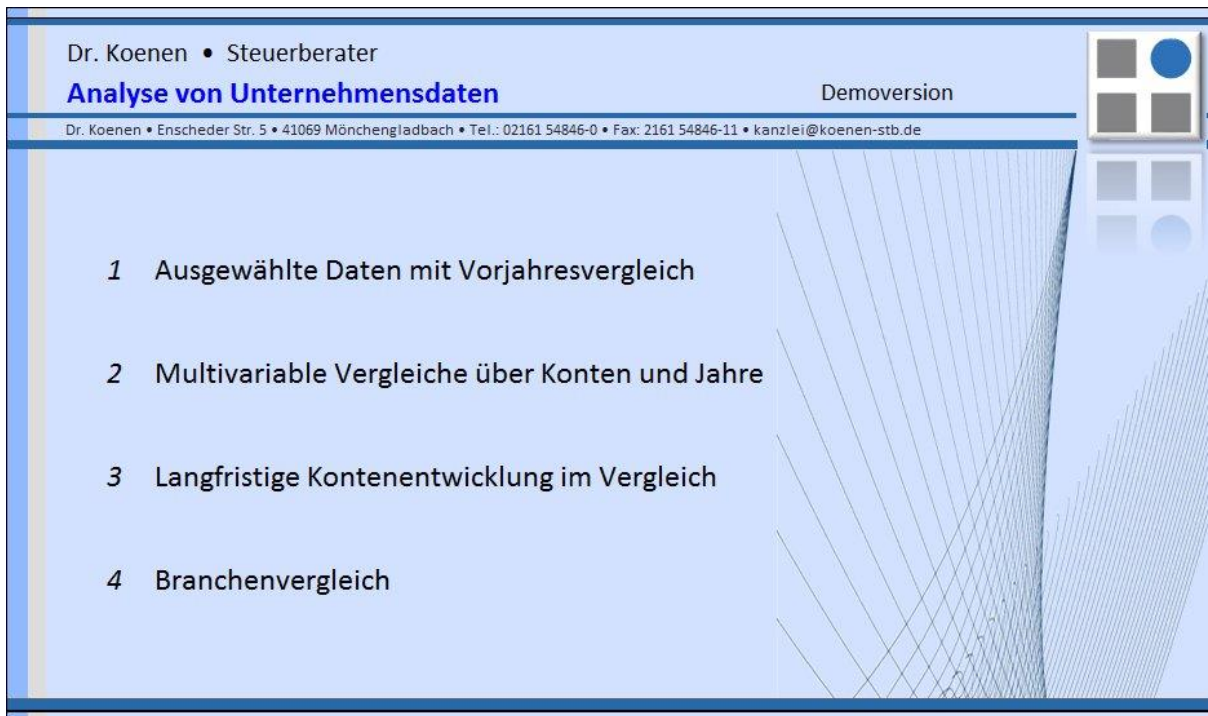 Dr. Koenen • Steuerberater
Analyse von Unternehmensdaten
Demoversion
Dr. Koenen • Enscheder Str. 5 • 41069 Mönchengladbach • Tel.: 02161 54846-0 • Fax: 2161 54846-11 • kanzlei@koenen-stb.de
1 Ausgewählte Daten mit Vorjahresvergleich
2 Multivariable Vergleiche über Konten und Jahre
3 Langfristige Kontenentwicklung im Vergleich
4 Branchenvergleich